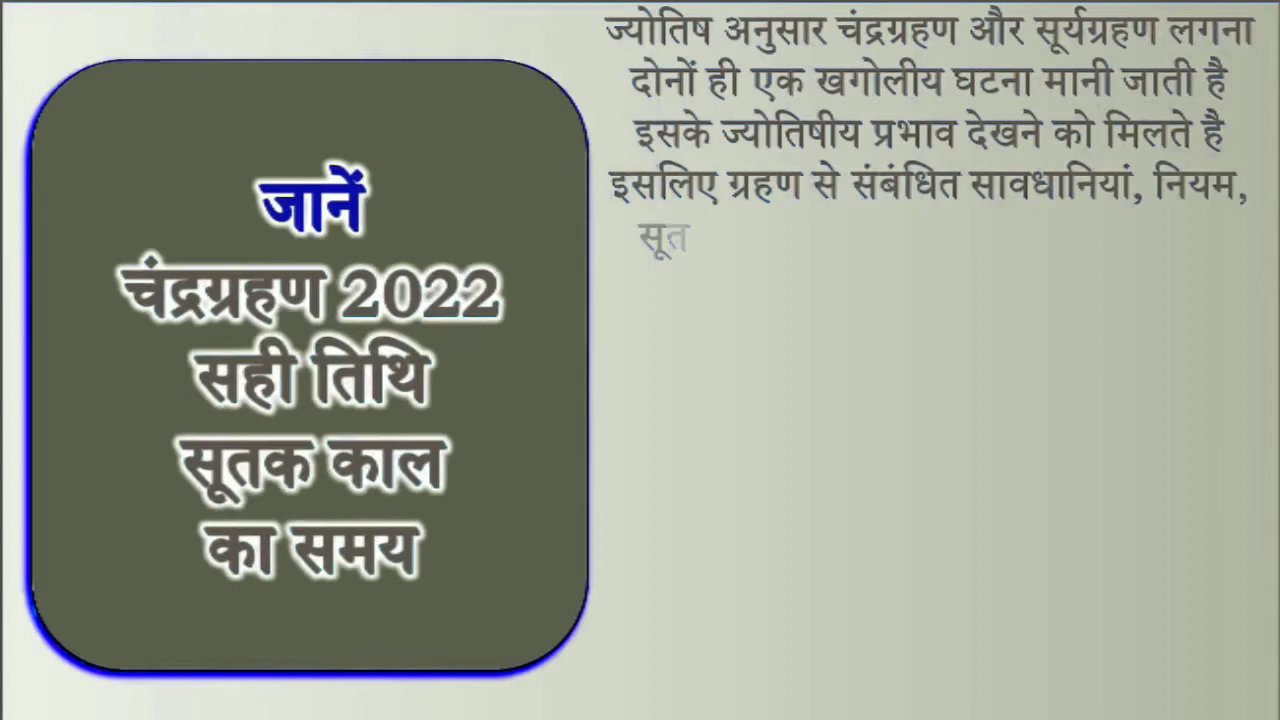 जानें
चंद्रग्रहण 2022
सही तिथि
सूतक काल
का समय
ज्योतिष अनुसार चंद्रग्रहण और सूर्यग्रहण लगना
दोनों ही एक खगोलीय घटना मानी जाती है
इसके ज्योतिषीय प्रभाव देखने को मिलते है
इसलिए ग्रहण से संबंधित सावधानियां, नियम,
सूत